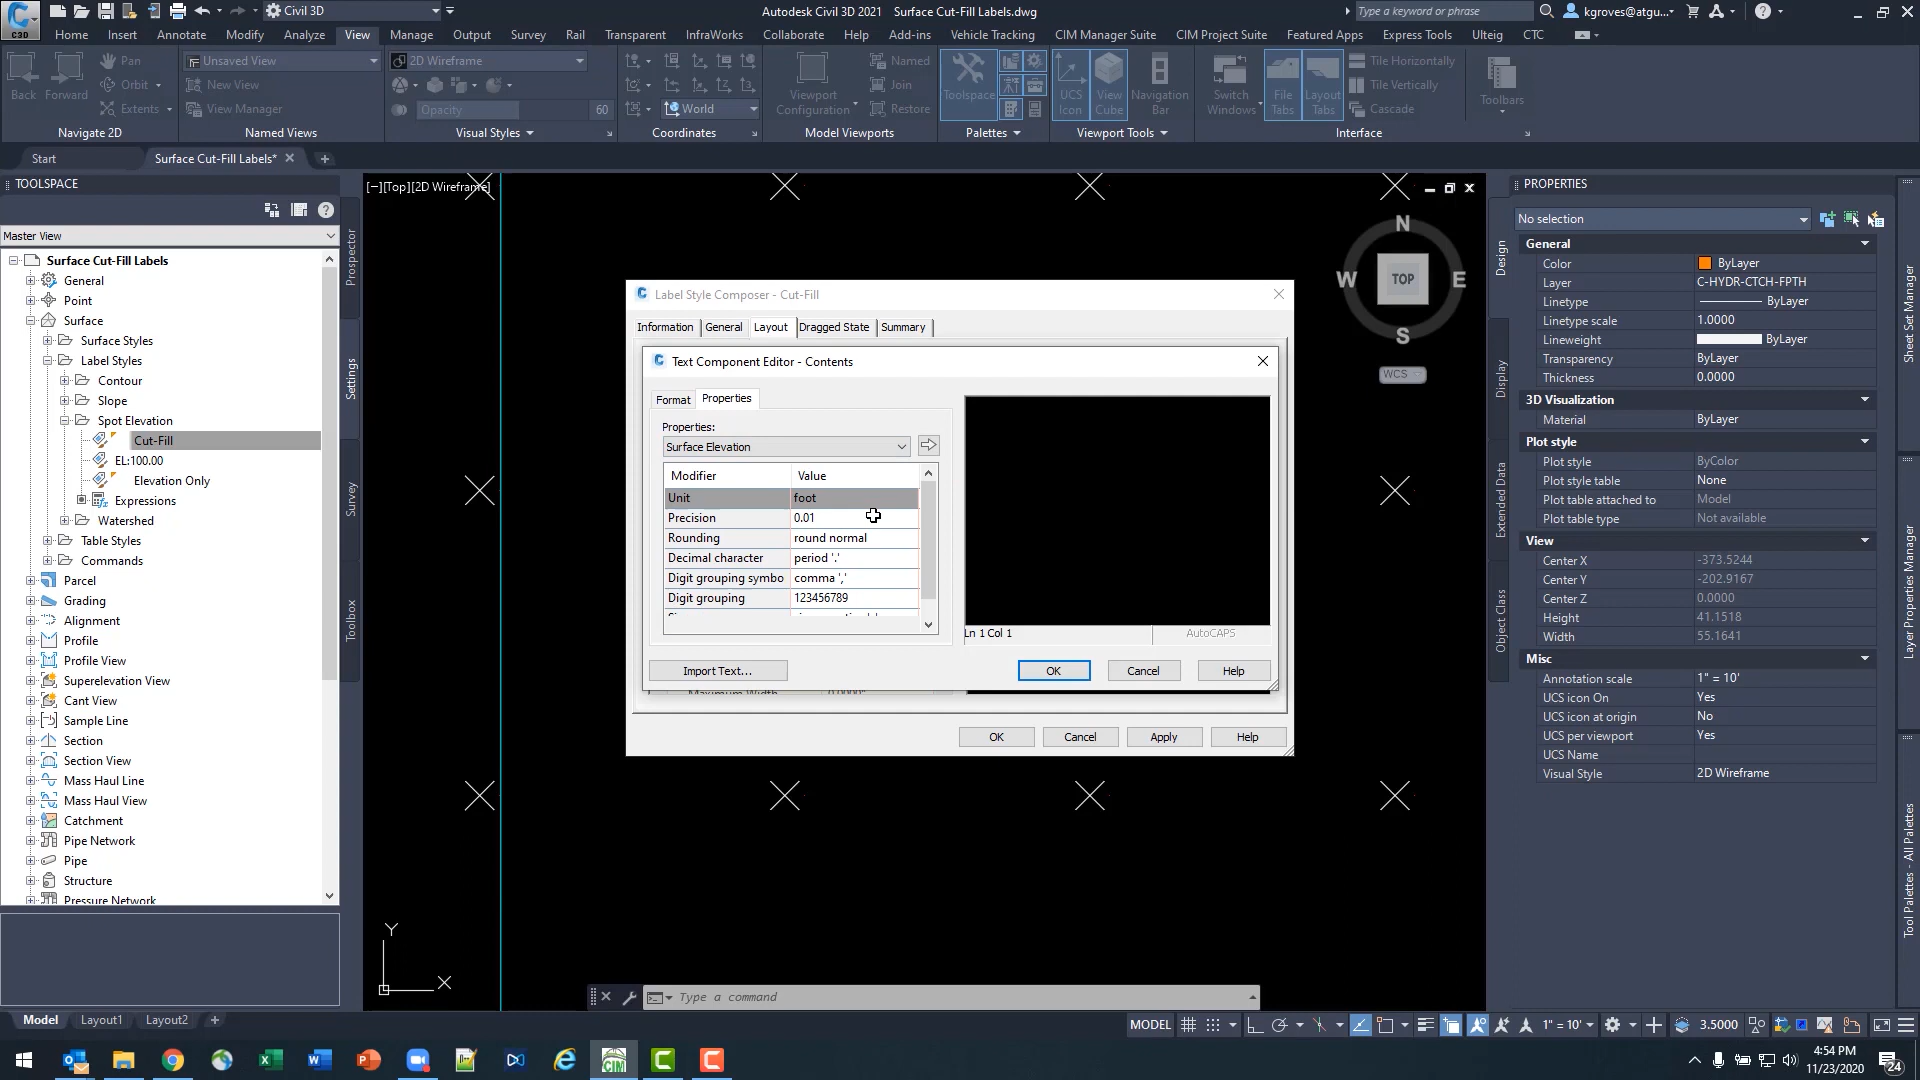 C3D
Civil 3D
Autodesk Civil 3D 2021 Surface Cut-Fill Labels.dwg
Type a keyword or phrase
kgroves@atgu...
Home Insert Annotate Modify Analyze View Manage Output Survey Rail Transparent InfraWorks Collaborate Help Add-ins Vehicle Tracking CIM Manager Suite CIM Project Suite Featured Apps Express Tools Ulteig CTC
Back
Forward
Pan
Orbit
Extents
Navigate 2D
Unsaved View
New View
View Manager
Named Views
2D Wireframe
Opacity 60
Visual Styles
World
Coordinates
Viewport
Configuration
Named
Join
Restore
Model Viewports
Toolspace
Palettes
UCS
Icon
View
Cube
Navigation
Bar
Viewport Tools
Switch
Windows
File
Tabs
Layout
Tabs
Tile Horizontally
Tile Vertically
Cascade
Interface
Toolbars
Start
Surface Cut-Fill Labels*
TOOLSPACE
Master View
Surface Cut-Fill Labels
General
Point
Surface
Surface Styles
Label Styles
Contour
Slope
Spot Elevation
Cut-Fill
EL:100.00
Elevation Only
Expressions
Watershed
Table Styles
Commands
Parcel
Grading
Alignment
Profile
Profile View
Superelevation View
Cant View
Sample Line
Section
Section View
Mass Haul Line
Mass Haul View
Catchment
Pipe Network
Pipe
Structure
Pressure Network
Prospector
Settings
Survey
Toolbox
[−][Top][2D Wireframe]
N
W
TOP
E
S
WCS
Label Style Composer - Cut-Fill
Information General Layout Dragged State Summary
Text Component Editor - Contents
Format Properties
Properties:
Surface Elevation
Modifier Value
Unit foot
Precision 0.01
Rounding round normal
Decimal character period '.'
Digit grouping symbo comma ','
Digit grouping 123456789
Ln 1 Col 1
AutoCAPS
Import Text...
OK Cancel Help
Maximum Width 0.0000"
OK Cancel Apply Help
Y
X
Type a command
PROPERTIES
No selection
General
Color ByLayer
Layer C-HYDR-CTCH-FPTH
Linetype ByLayer
Linetype scale 1.0000
Lineweight ByLayer
Transparency ByLayer
Thickness 0.0000
3D Visualization
Material ByLayer
Plot style
Plot style ByColor
Plot style table None
Plot table attached to Model
Plot table type Not available
View
Center X -373.5244
Center Y -202.9167
Center Z 0.0000
Height 41.1518
Width 55.1641
Misc
Annotation scale 1" = 10'
UCS icon On Yes
UCS icon at origin No
UCS per viewport Yes
UCS Name
Visual Style 2D Wireframe
Design
Display
Extended Data
Object Class
Sheet Set Manager
Layer Properties Manager
Tool Palettes - All Palettes
Model Layout1 Layout2
MODEL
1" = 10'
3.5000
CIM
4:54 PM
11/23/2020
24